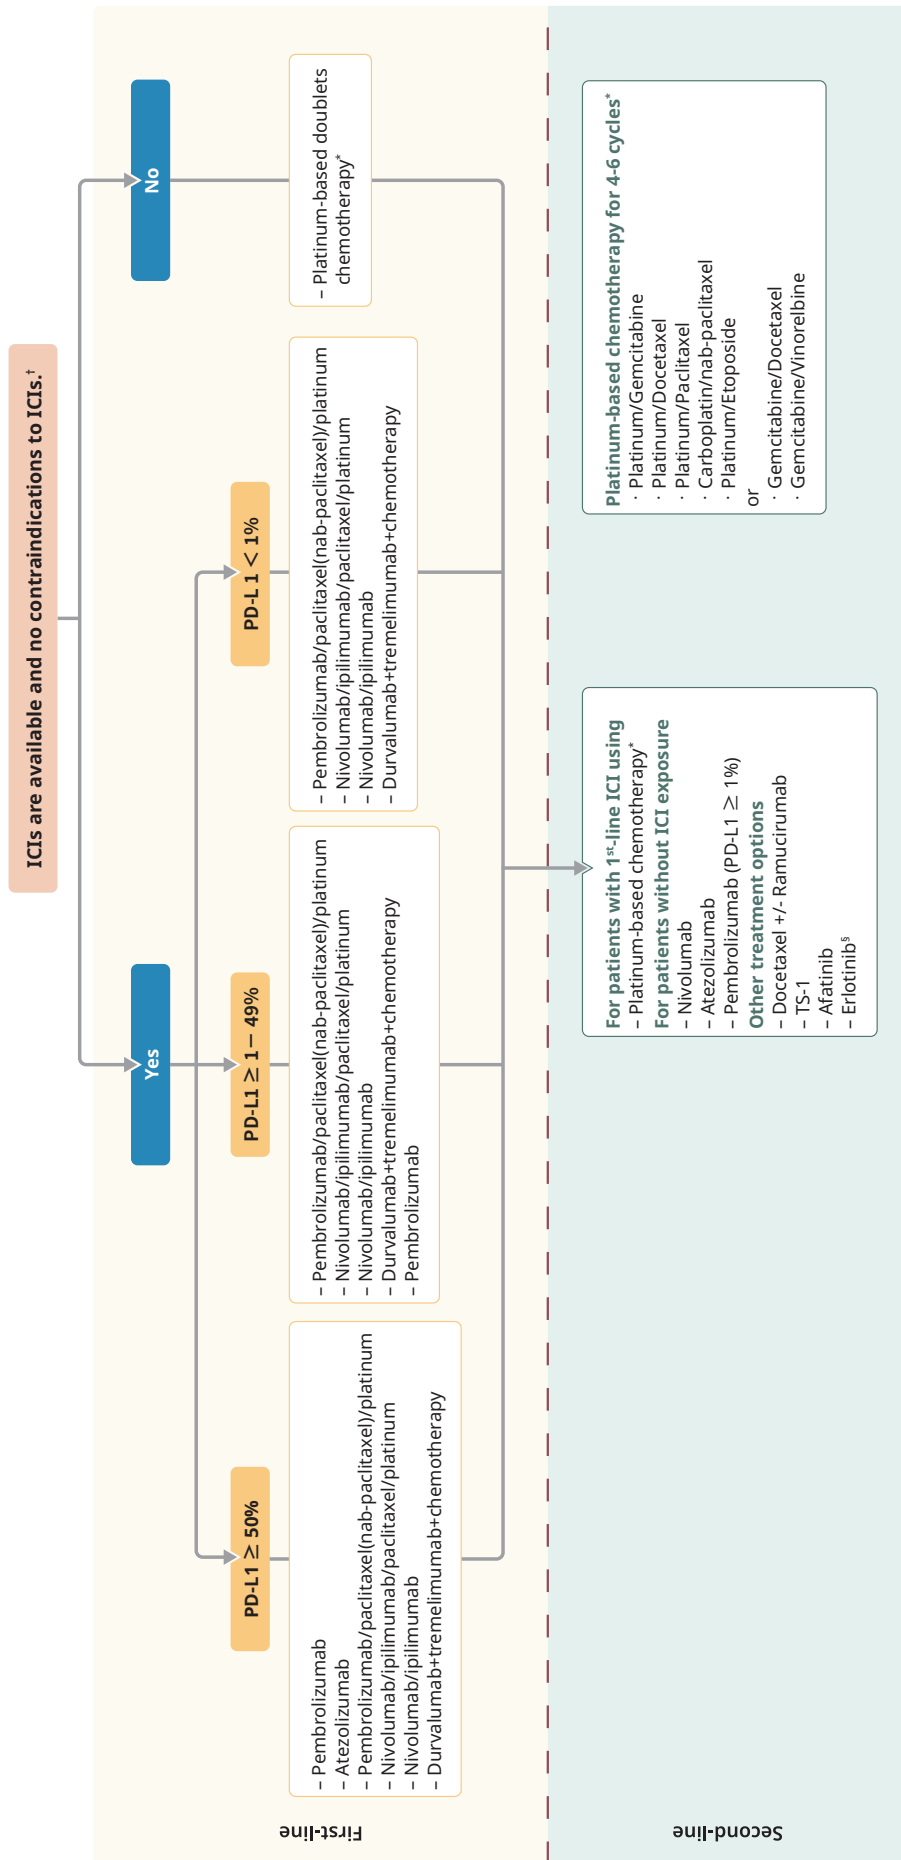 ICIs are available and no contraindications to ICIs.†
Yes
No
First-line
PD-L1 ≥ 50%
– Pembrolizumab
– Atezolizumab
– Pembrolizumab/paclitaxel(nab-paclitaxel)/platinum
– Nivolumab/ipilimumab/paclitaxel/platinum
– Nivolumab/ipilimumab
– Durvalumab+tremelimumab+chemotherapy
PD-L1 ≥ 1— 49%
– Pembrolizumab/paclitaxel(nab-paclitaxel)/platinum
– Nivolumab/ipilimumab/paclitaxel/platinum
– Nivolumab/ipilimumab
– Durvalumab+tremelimumab+chemotherapy
– Pembrolizumab
PD-L 1 < 1%
– Pembrolizumab/paclitaxel(nab-paclitaxel)/platinum
– Nivolumab/ipilimumab/paclitaxel/platinum
– Nivolumab/ipilimumab
– Durvalumab+tremelimumab+chemotherapy
– Platinum-based doublets
chemotherapy*
Second-line
For patients with 1st-line ICI using
– Platinum-based chemotherapy*
For patients without ICI exposure
– Nivolumab
– Atezolizumab
– Pembrolizumab (PD-L1 ≥ 1%)
Other treatment options
– Docetaxel +/- Ramucirumab
– TS-1
– Afatinib
– Erlotinib§
Platinum-based chemotherapy for 4-6 cycles*
· Platinum/Gemcitabine
· Platinum/Docetaxel
· Platinum/Paclitaxel
· Carboplatin/nab-paclitaxel
· Platinum/Etoposide
or
· Gemcitabine/Docetaxel
· Gemcitabine/Vinorelbine